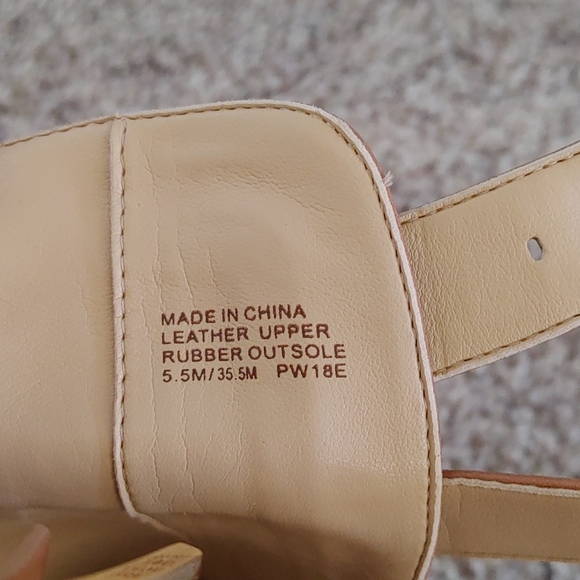 MADE IN CHINA
LEATHER UPPER
RUBBER OUTSOLE
5.5M/35.5M PW18E